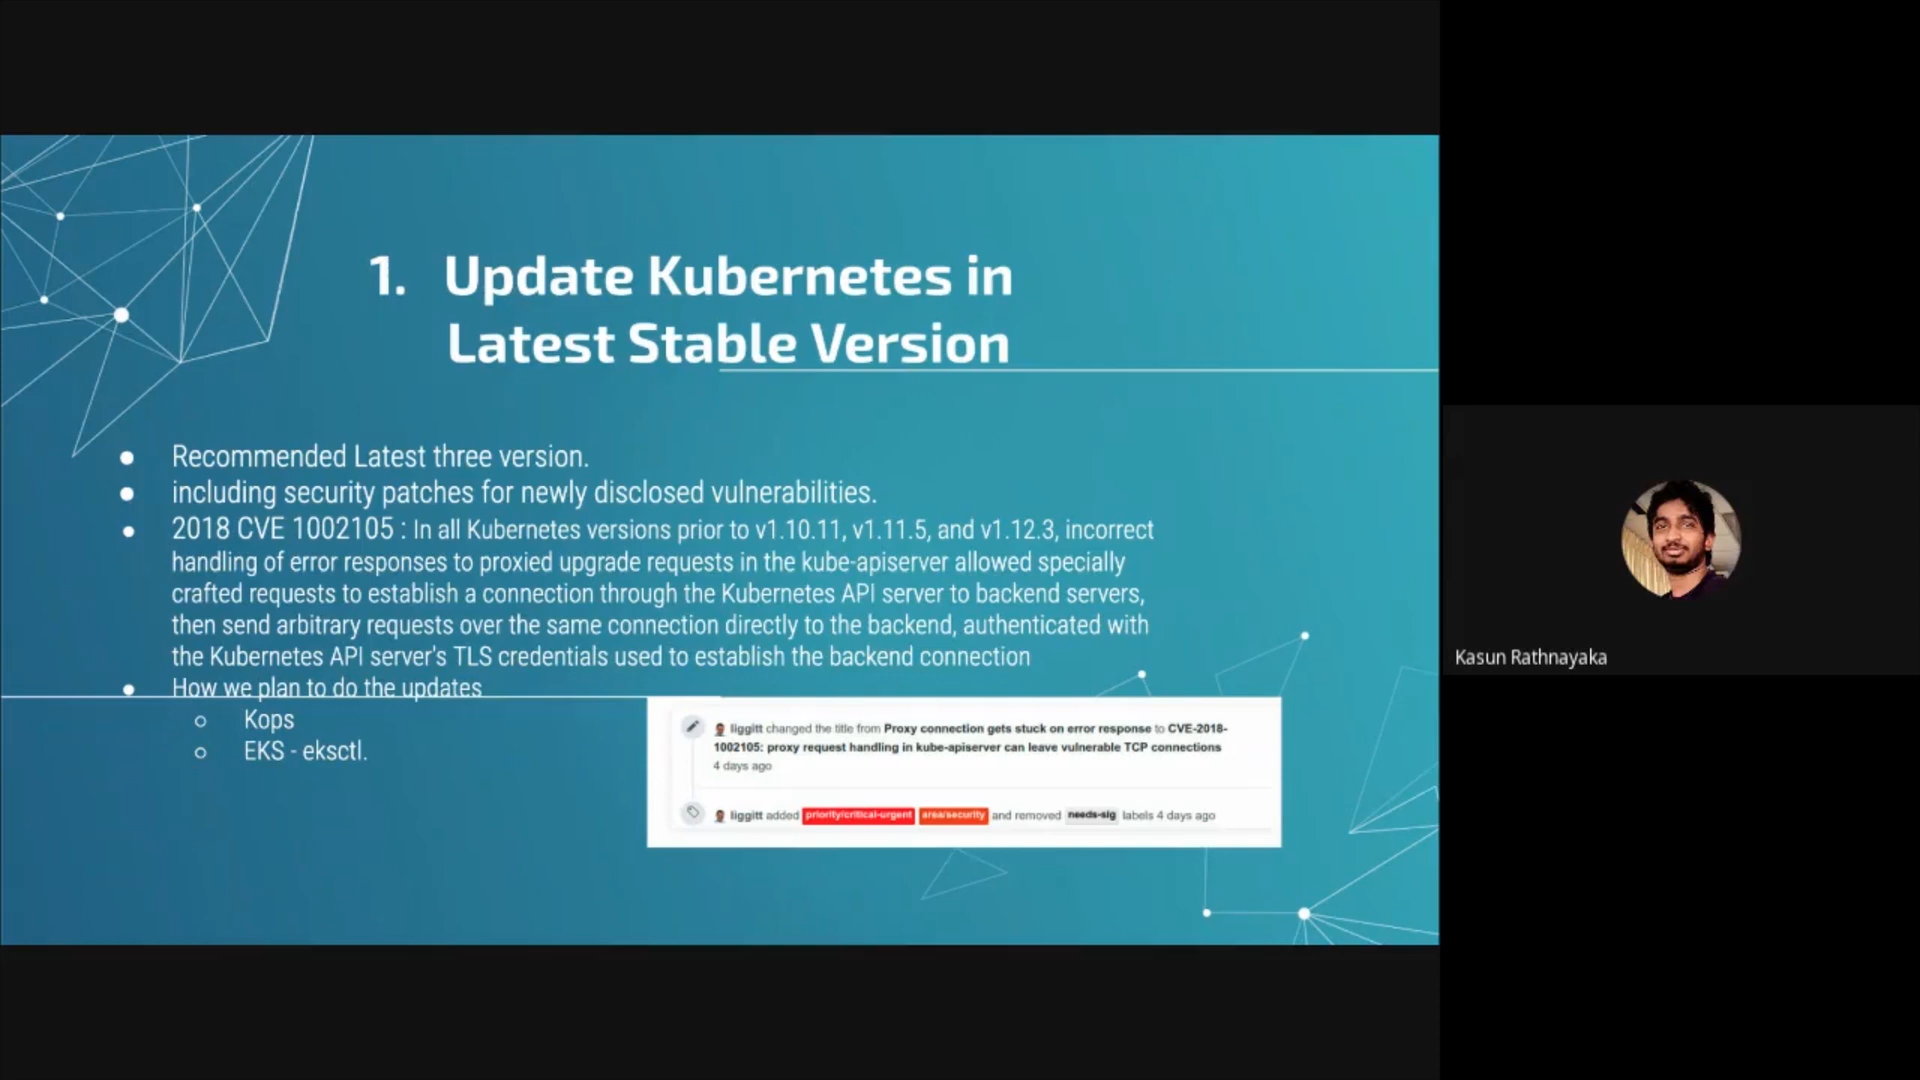 1. Update Kubernetes in
Latest Stable Version
● Recommended Latest three version.
● including security patches for newly disclosed vulnerabilities.
● 2018 CVE 1002105 : In all Kubernetes versions prior to v1.10.11, v1.11.5, and v1.12.3, incorrect
handling of error responses to proxied upgrade requests in the kube-apiserver allowed specially
crafted requests to establish a connection through the Kubernetes API server to backend servers,
then send arbitrary requests over the same connection directly to the backend, authenticated with
the Kubernetes API server's TLS credentials used to establish the backend connection
● How we plan to do the updates
○ Kops
○ EKS - eksctl.
liggitt changed the title from Proxy connection gets stuck on error response to CVE-2018-
1002105: proxy request handling in kube-apiserver can leave vulnerable TCP connections
4 days ago
liggitt added priority/critical-urgent area/security and removed needs-sig labels 4 days ago
Kasun Rathnayaka